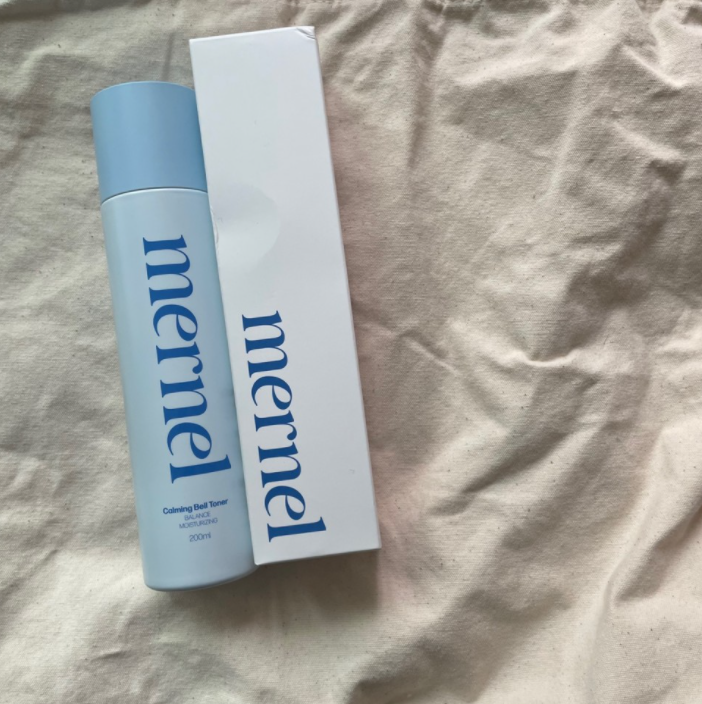 mernel
Calming Bell Toner
BALANCE
MOISTURIZING
200ml
mernel